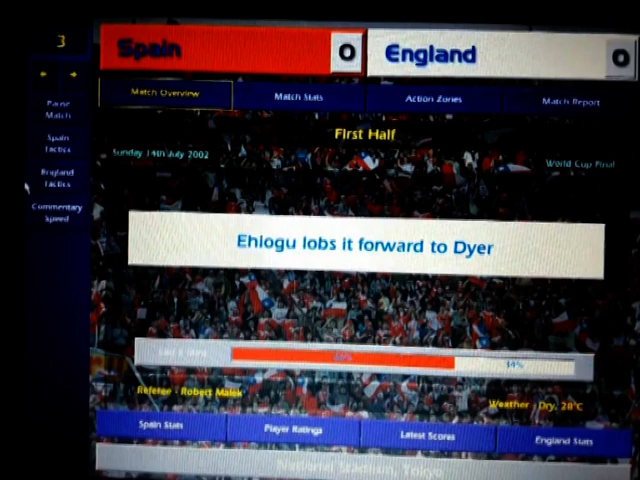 3
Spain 0 England 0
Match Overview Match Stats Action Zones Match Report
Pause
Match
Spain
Tactics
England
Tactics
Commentary
Speed
First Half
Sunday 14th July 2002 World Cup Final
Ehiogu lobs it forward to Dyer
Referee - Robert Malek
Weather - Dry, 28°C
Spain Stats Player Ratings Latest Scores England Stats
National Stadium, Tokyo